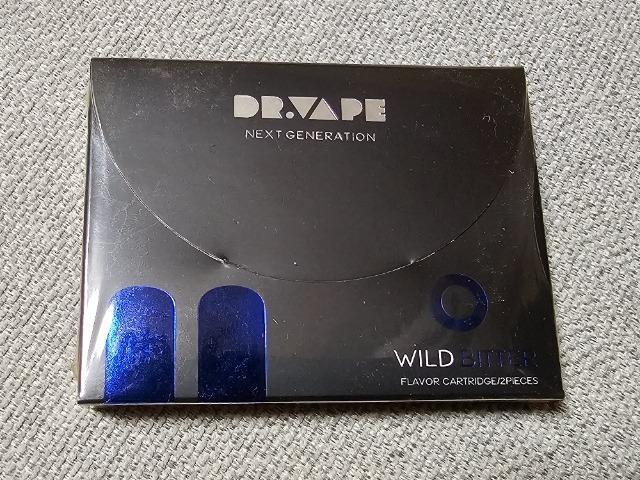 DR.VAPE
NEXT GENERATION
WILD BITTER
FLAVOR CARTRIDGE/2PIECES